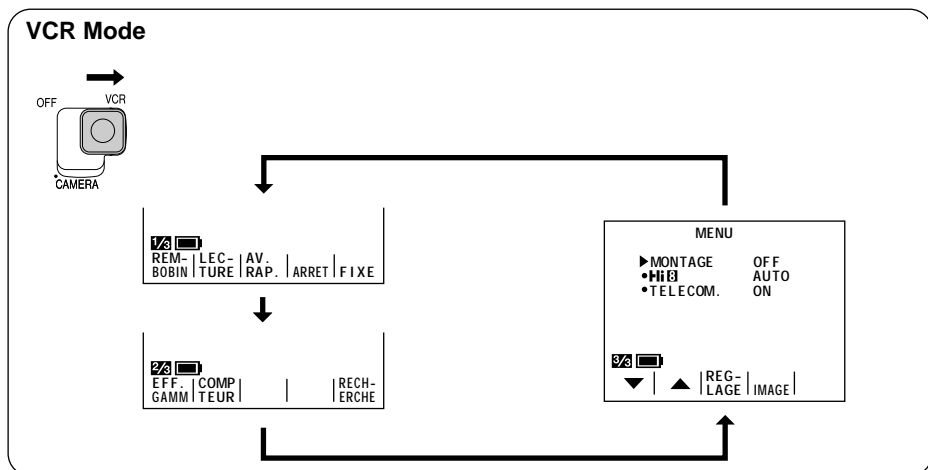 VCR Mode
OFF
VCR
CAMERA
1/3
REM- LEC- AV.
BOBIN TURE RAP. ARRET FIXE
2/3
EFF. COMP RECH-
GAMM TEUR ERCHE
MENU
MONTAGE OFF
•Hi8 AUTO
•TELECOM. ON
3/3
REG-
LAGE IMAGE